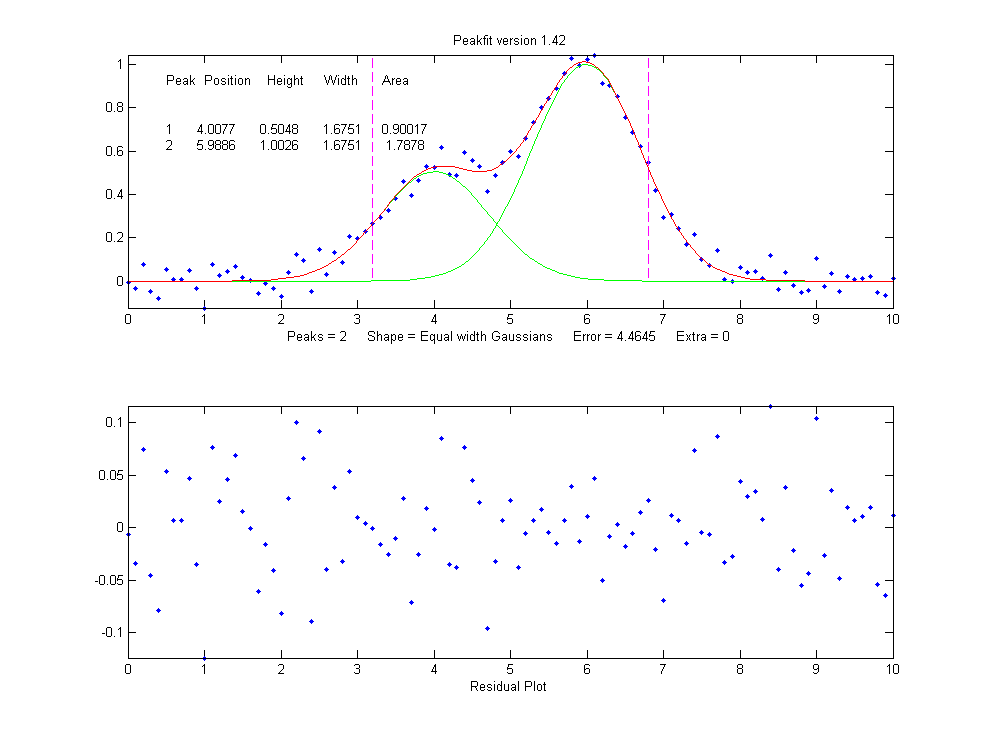 Peakfit version 1.42
Peak Position Height Width Area
1 4.0077 0.5048 1.6751 0.90017
2 5.9886 1.0026 1.6751 1.7878
1
0.8
0.6
0.4
0.2
0
0 1 2 3 4 5 6 7 8 9 10
Peaks = 2 Shape = Equal width Gaussians Error = 4.4645 Extra = 0
0.1
0.05
0
-0.05
-0.1
0 1 2 3 4 5 6 7 8 9 10
Residual Plot